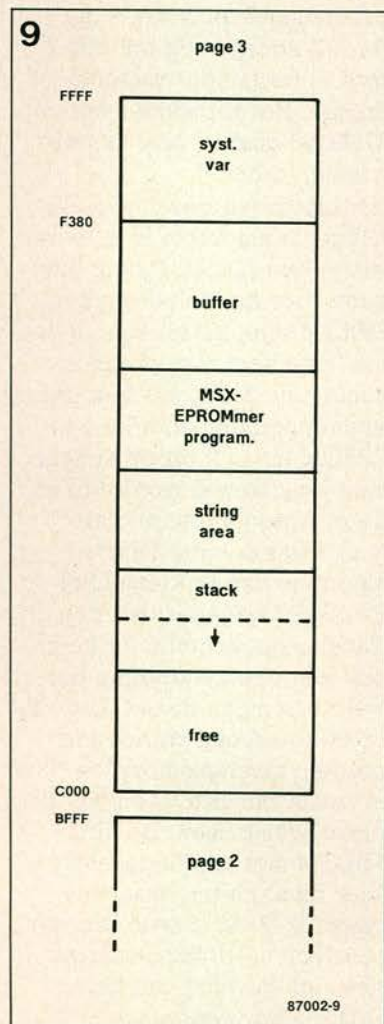 9
page 3
FFFF
syst.
var
F380
buffer
MSX-
EPROMmer
program.
string
area
stack
free
C000
BFFF
page 2
87002-9